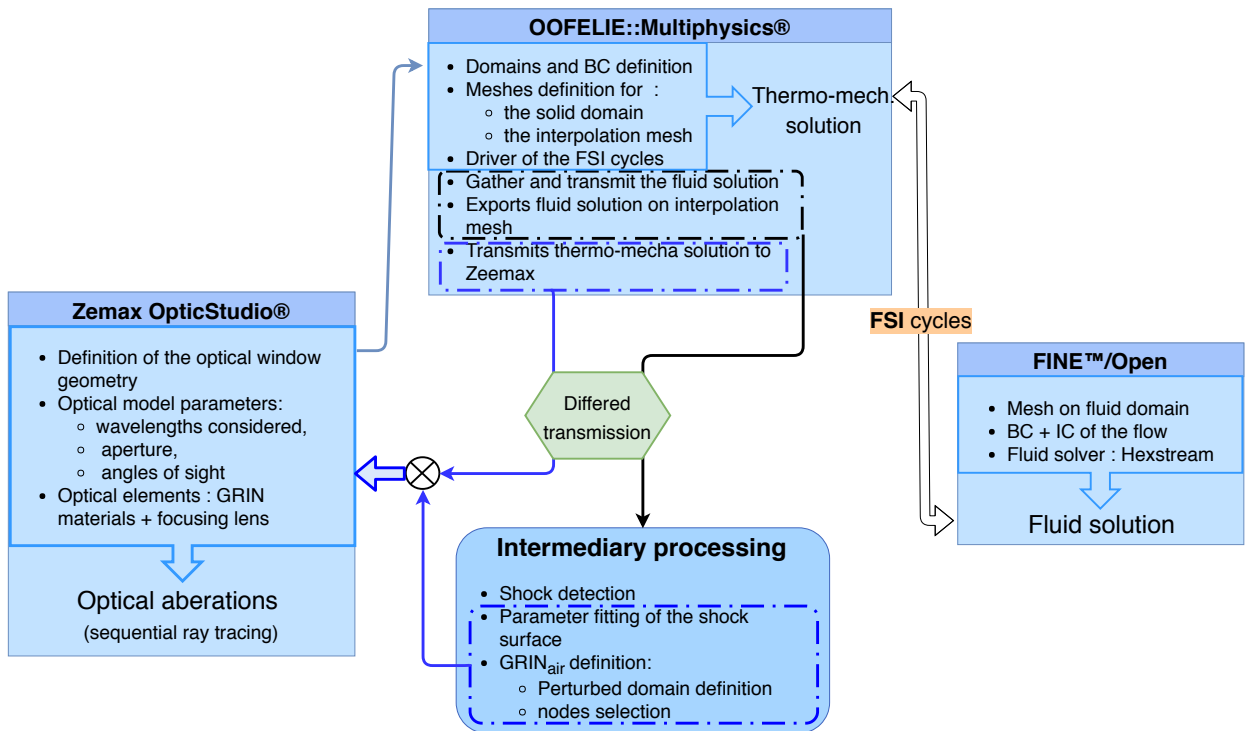 OOFELIE::Multiphysics®
• Domains and BC definition
• Meshes definition for :
◦ the solid domain
◦ the interpolation mesh
• Driver of the FSI cycles
• Gather and transmit the fluid solution
• Exports fluid solution on interpolation
mesh
• Transmits thermo-mecha solution to
Zeemax
Thermo-mech.
solution
Zemax OpticStudio®
• Definition of the optical window
geometry
• Optical model parameters:
◦ wavelengths considered,
◦ aperture,
◦ angles of sight
• Optical elements : GRIN
materials + focusing lens
Optical aberations
(sequential ray tracing)
Differed
transmission
FSI cycles
FINE™/Open
• Mesh on fluid domain
• BC + IC of the flow
• Fluid solver : Hexstream
Fluid solution
Intermediary processing
• Shock detection
• Parameter fitting of the shock
surface
• GRINair definition:
◦ Perturbed domain definition
◦ nodes selection